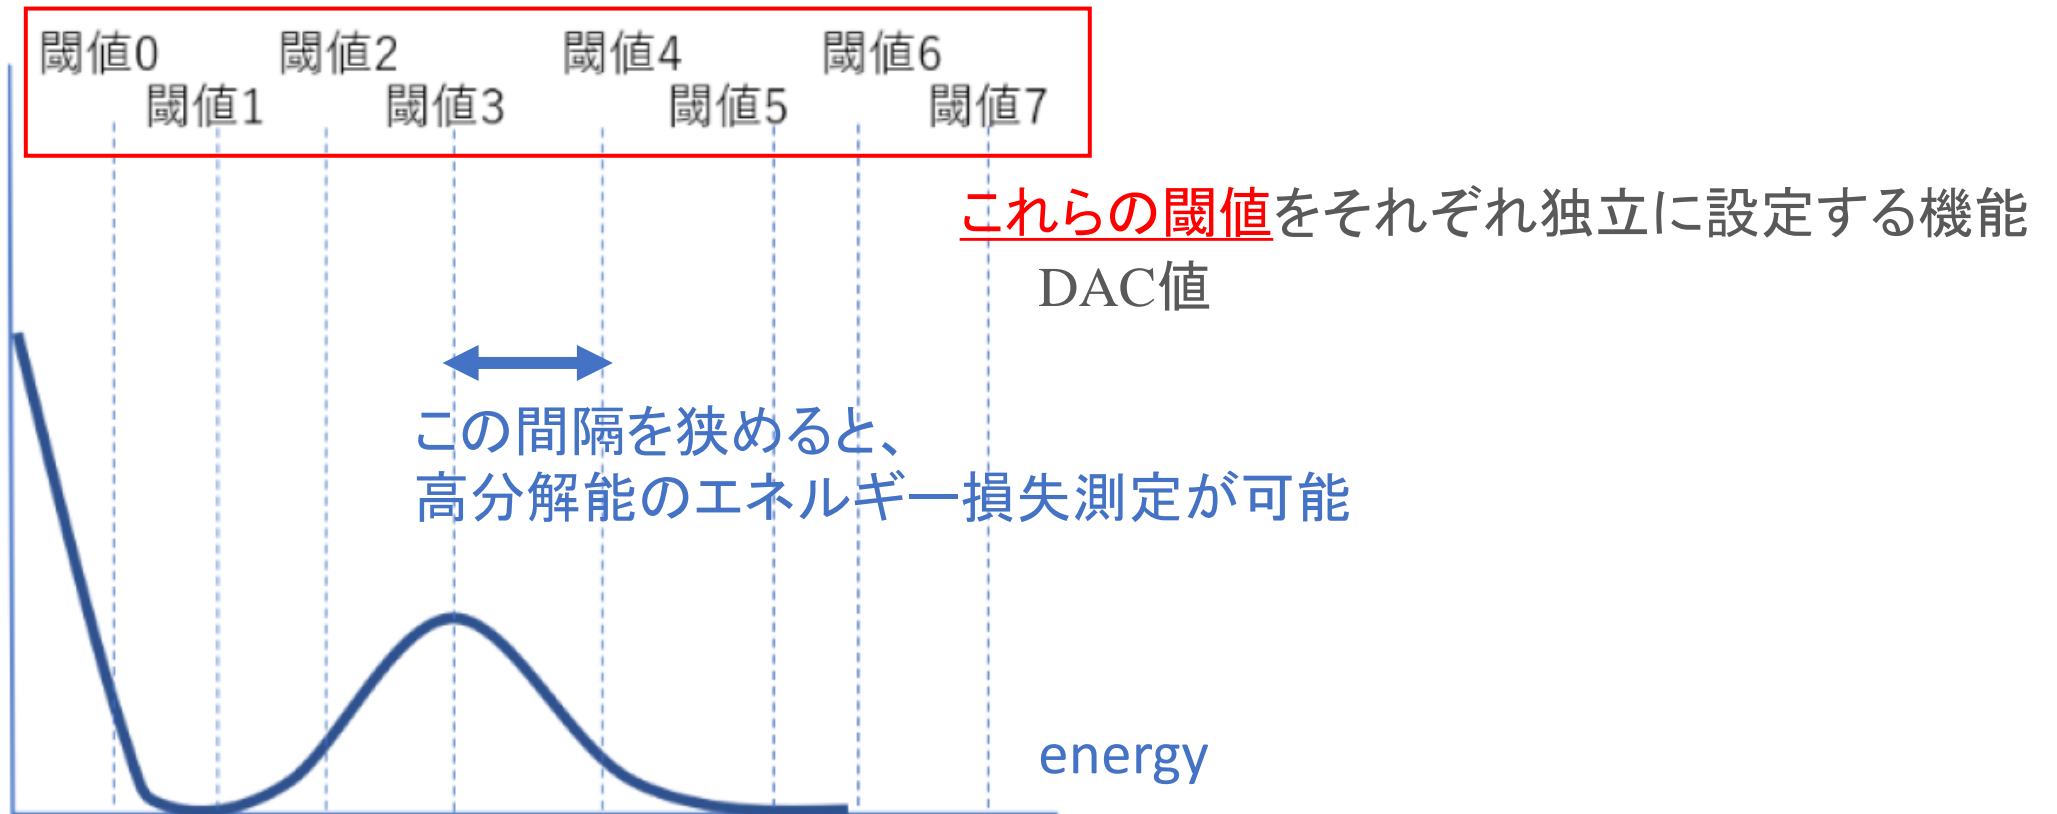 閾値0 閾値2 閾値4 閾値6
閾値1 閾値3 閾値5 閾値7
これらの閾値をそれぞれ独立に設定する機能
DAC値
この間隔を狭めると、
高分解能のエネルギー損失測定が可能
energy